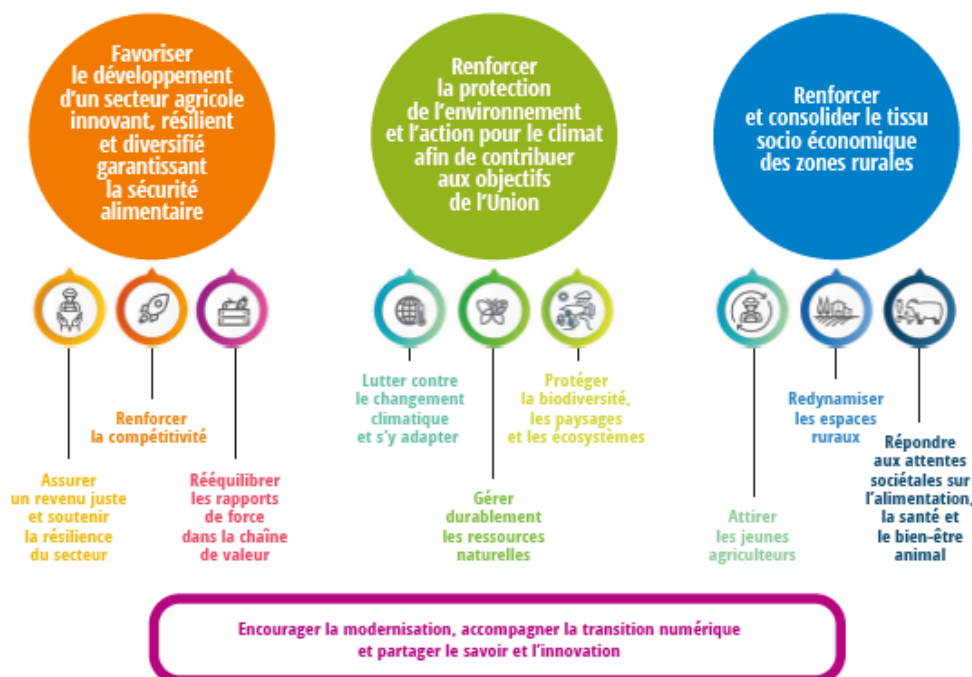 Favoriser
le développement
d'un secteur agricole
innovant, résilient
et diversifié
garantissant
la sécurité
alimentaire
Renforcer
la protection
de l'environnement
et l'action pour le climat
afin de contribuer
aux objectifs
de l'Union
Renforcer
et consolider le tissu
socio économique
des zones rurales
Assurer
un revenu juste
et soutenir
la résilience
du secteur
Renforcer
la compétitivité
Rééquilibrer
les rapports
de force
dans la chaîne
de valeur
Lutter contre
le changement
climatique
et s'y adapter
Gérer
durablement
les ressources
naturelles
Protéger
la biodiversité,
les paysages
et les écosystèmes
Attirer
les jeunes
agriculteurs
Redynamiser
les espaces
ruraux
Répondre
aux attentes
sociétales sur
l'alimentation,
la santé et
le bien-être
animal
Encourager la modernisation, accompagner la transition numérique
et partager le savoir et l'innovation